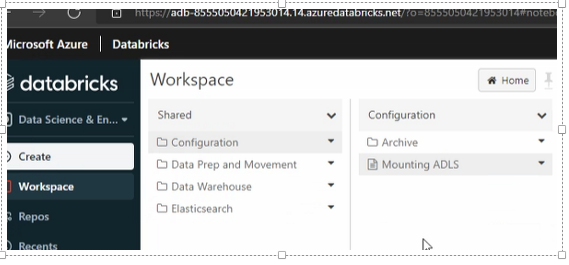 https://adb-8555050421953014.14.azuredatabricks.net/?o=8555050421953014#noteb
Microsoft Azure | Databricks
databricks
Workspace
Home
Data Science & En...
Shared
Configuration
Create
Configuration
Archive
Data Prep and Movement
Mounting ADLS
Workspace
Data Warehouse
Repos
Elasticsearch
Recents